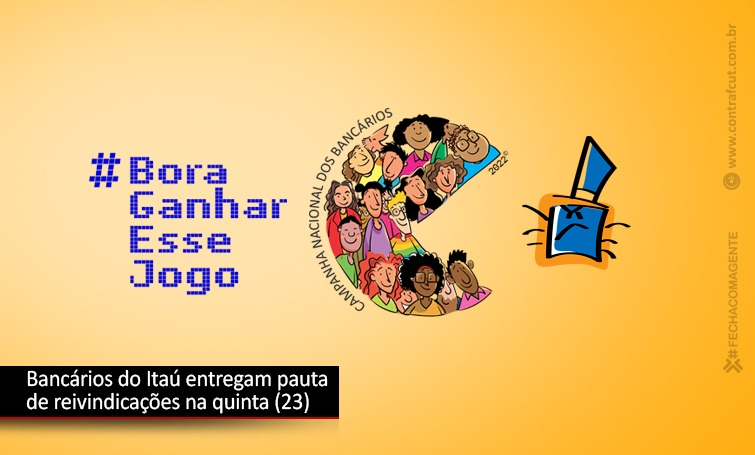 #Bora
Ganhar
Esse
Jogo
CAMPANHA NACIONAL DOS BANCÁRIOS
2022©
© www.contrafcut.com.br
#FECHACOMAGENTE
Bancários do Itaú entregam pauta
de reivindicações na quinta (23)